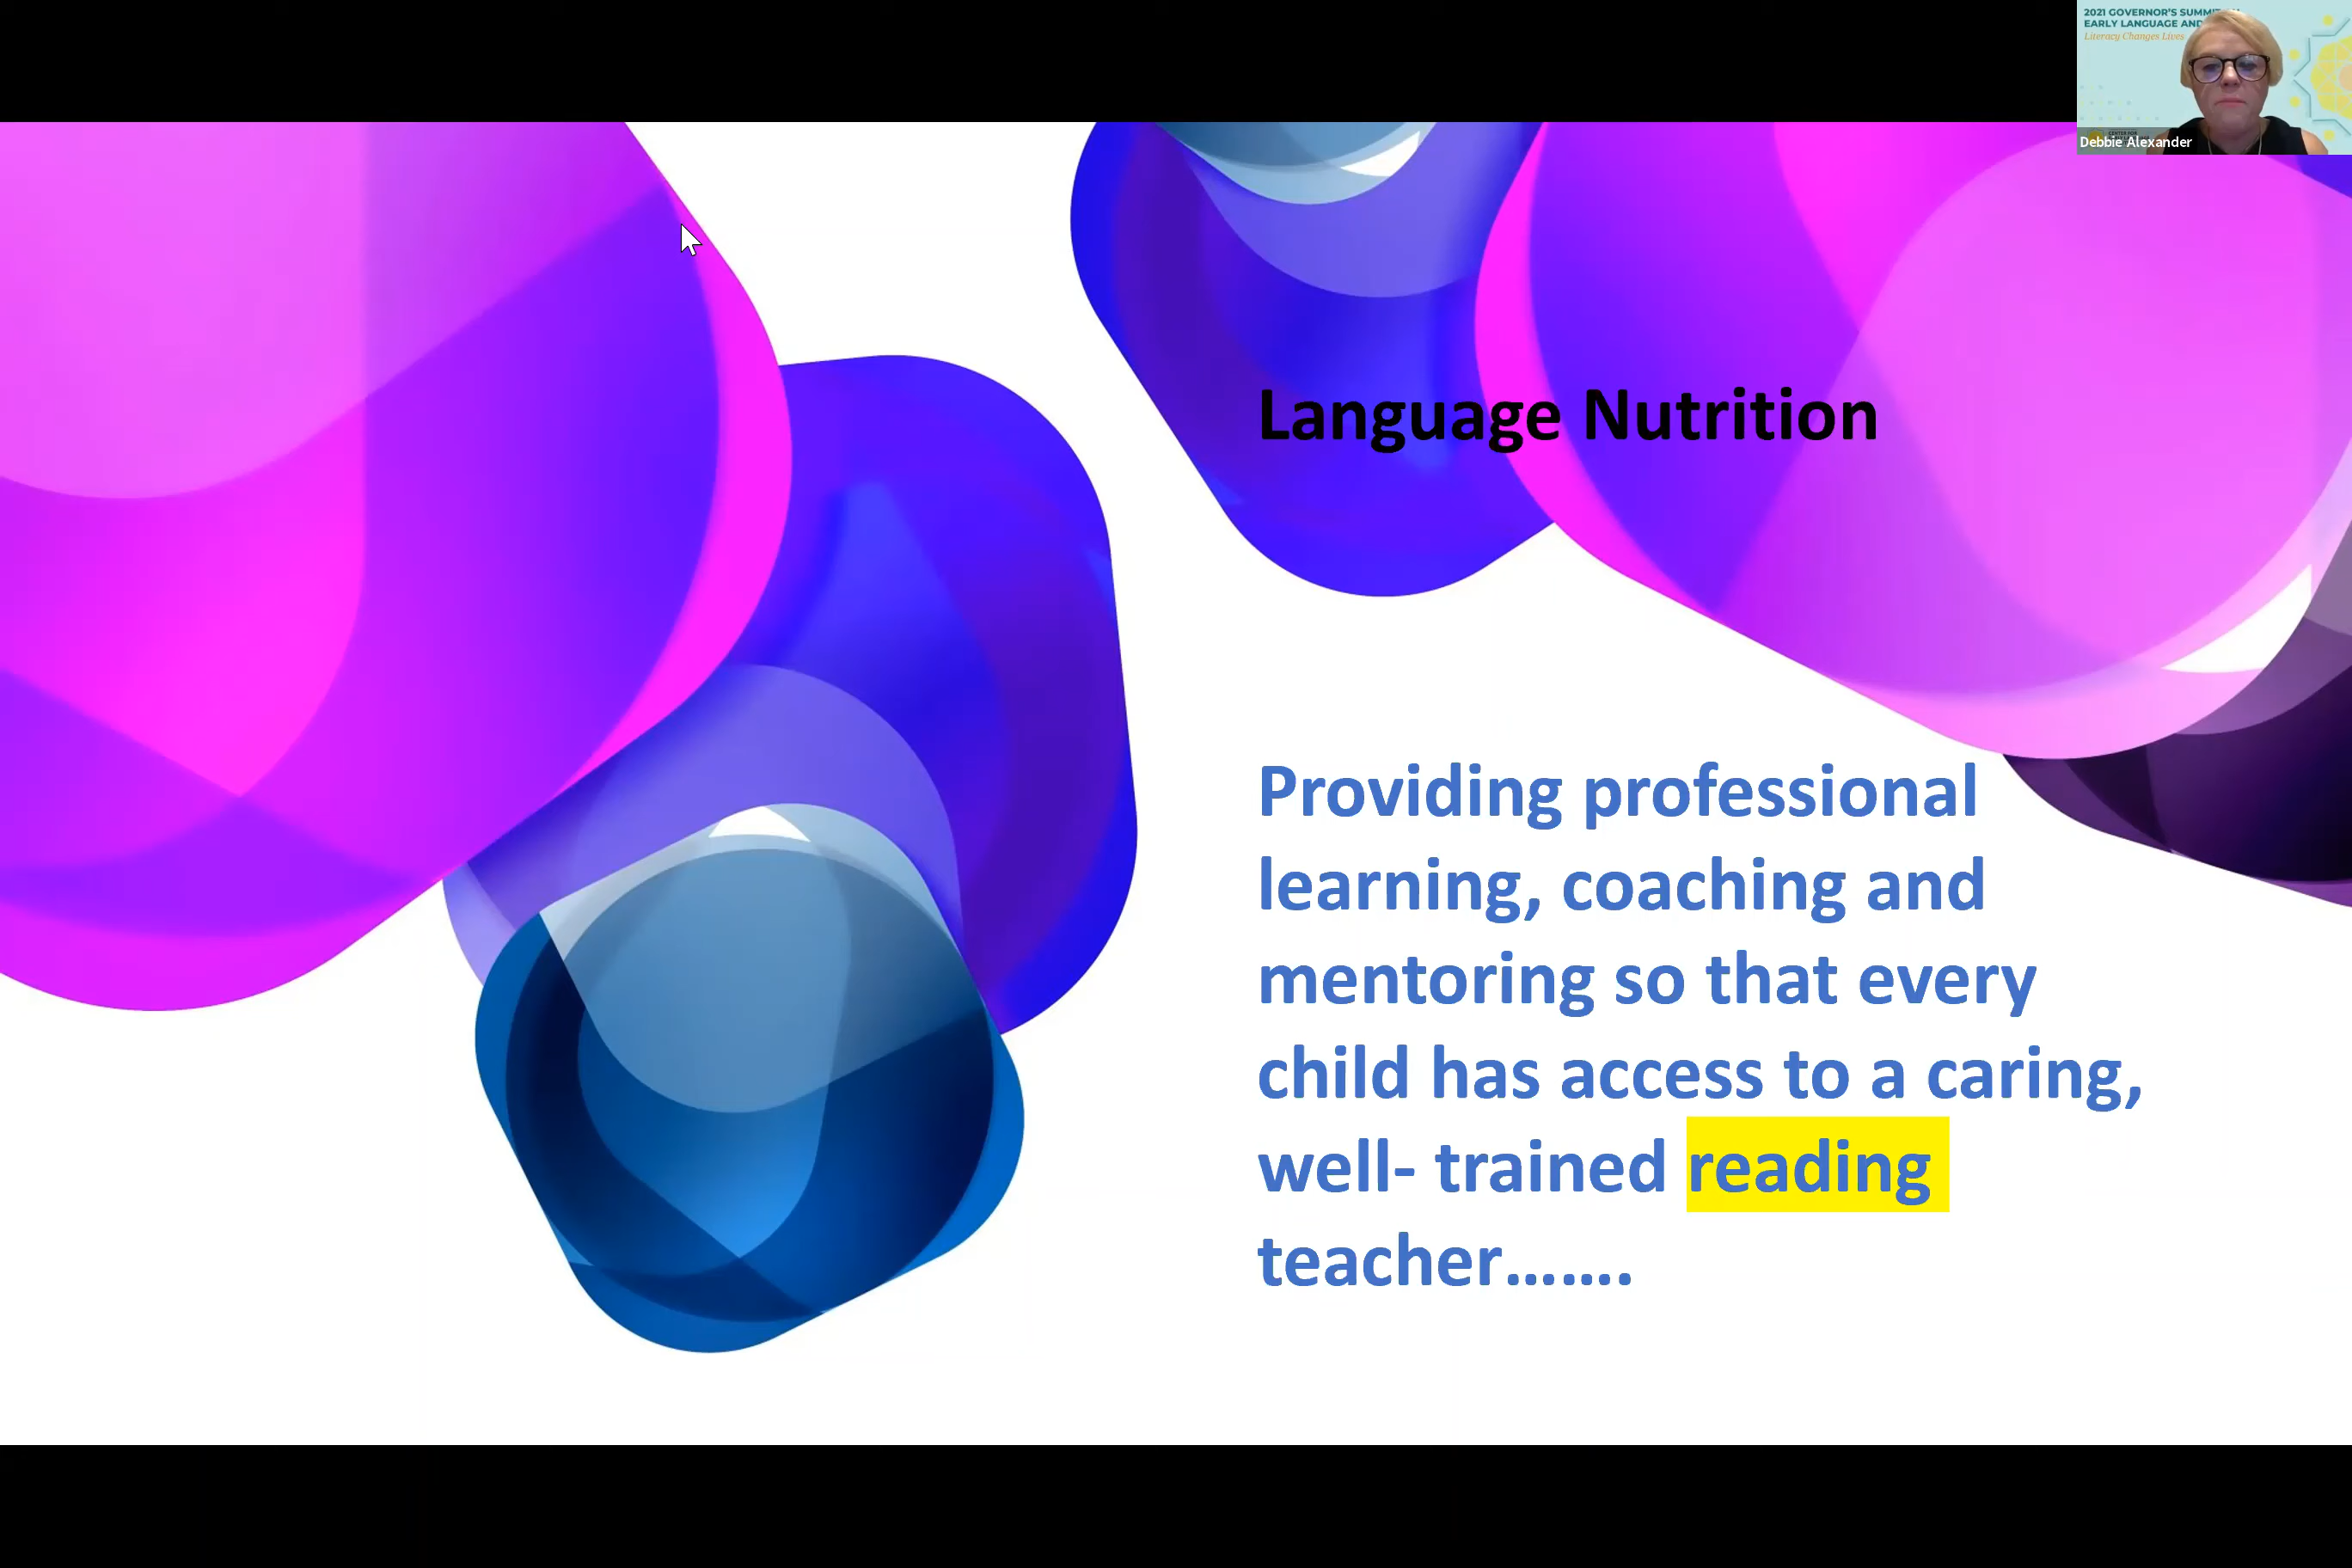 2021 GOVERNOR'S SUMMIT
EARLY LANGUAGE AND
Literacy Changes Lives
Debbie Alexander
Language Nutrition
Providing professional
learning, coaching and
mentoring so that every
child has access to a caring,
well- trained reading
teacher.......